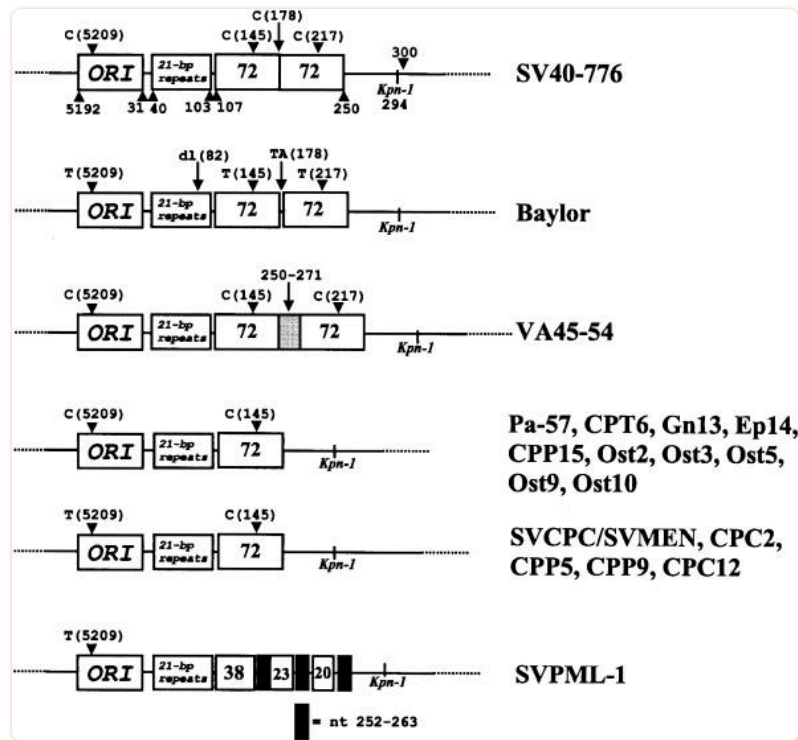 C(178)
C(5209) C(145) C(217) 300
ORI 21-bp repeats 72 72 SV40-776
5192 31 40 103 107 250 Kpn-1 294
dl(82) TA(178)
T(5209) T(145) T(217)
ORI 21-bp repeats 72 72 Baylor
Kpn-1
250-271
C(5209) C(145) C(217)
ORI 21-bp repeats 72 72 VA45-54
Kpn-1
C(5209) C(145)
ORI 21-bp repeats 72
Kpn-1
Pa-57, CPT6, Gn13, Ep14,
CPP15, Ost2, Ost3, Ost5,
Ost9, Ost10
T(5209) C(145)
ORI 21-bp repeats 72
Kpn-1
SVCPC/SVMEN, CPC2,
CPP5, CPP9, CPC12
T(5209)
ORI 21-bp repeats 38 23 20 SVPML-1
Kpn-1
= nt 252-263